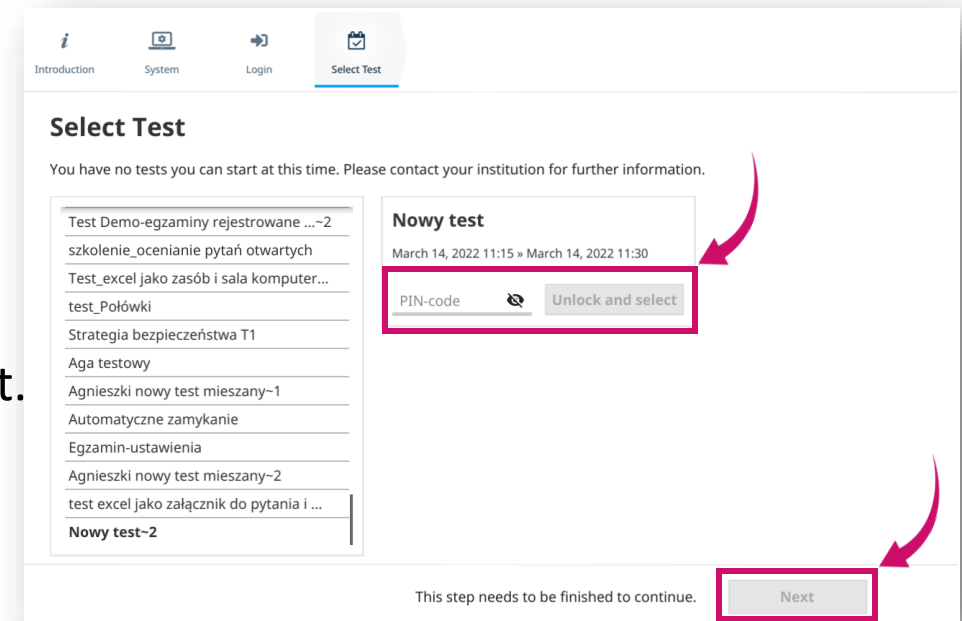 Introduction
System
Login
Select Test
Select Test
You have no tests you can start at this time. Please contact your institution for further information.
Test Demo-egzaminy rejestrowane ...~2
szkolenie_ocenianie pytań otwartych
Test_excel jako zasób i sala komputer...
test_Połówki
Strategia bezpieczeństwa T1
Aga testowy
Agnieszki nowy test mieszany~1
Automatyczne zamykanie
Egzamin-ustawienia
Agnieszki nowy test mieszany~2
test excel jako załącznik do pytania i ...
Nowy test~2
Nowy test
March 14, 2022 11:15 » March 14, 2022 11:30
PIN-code
Unlock and select
t.
This step needs to be finished to continue.
Next